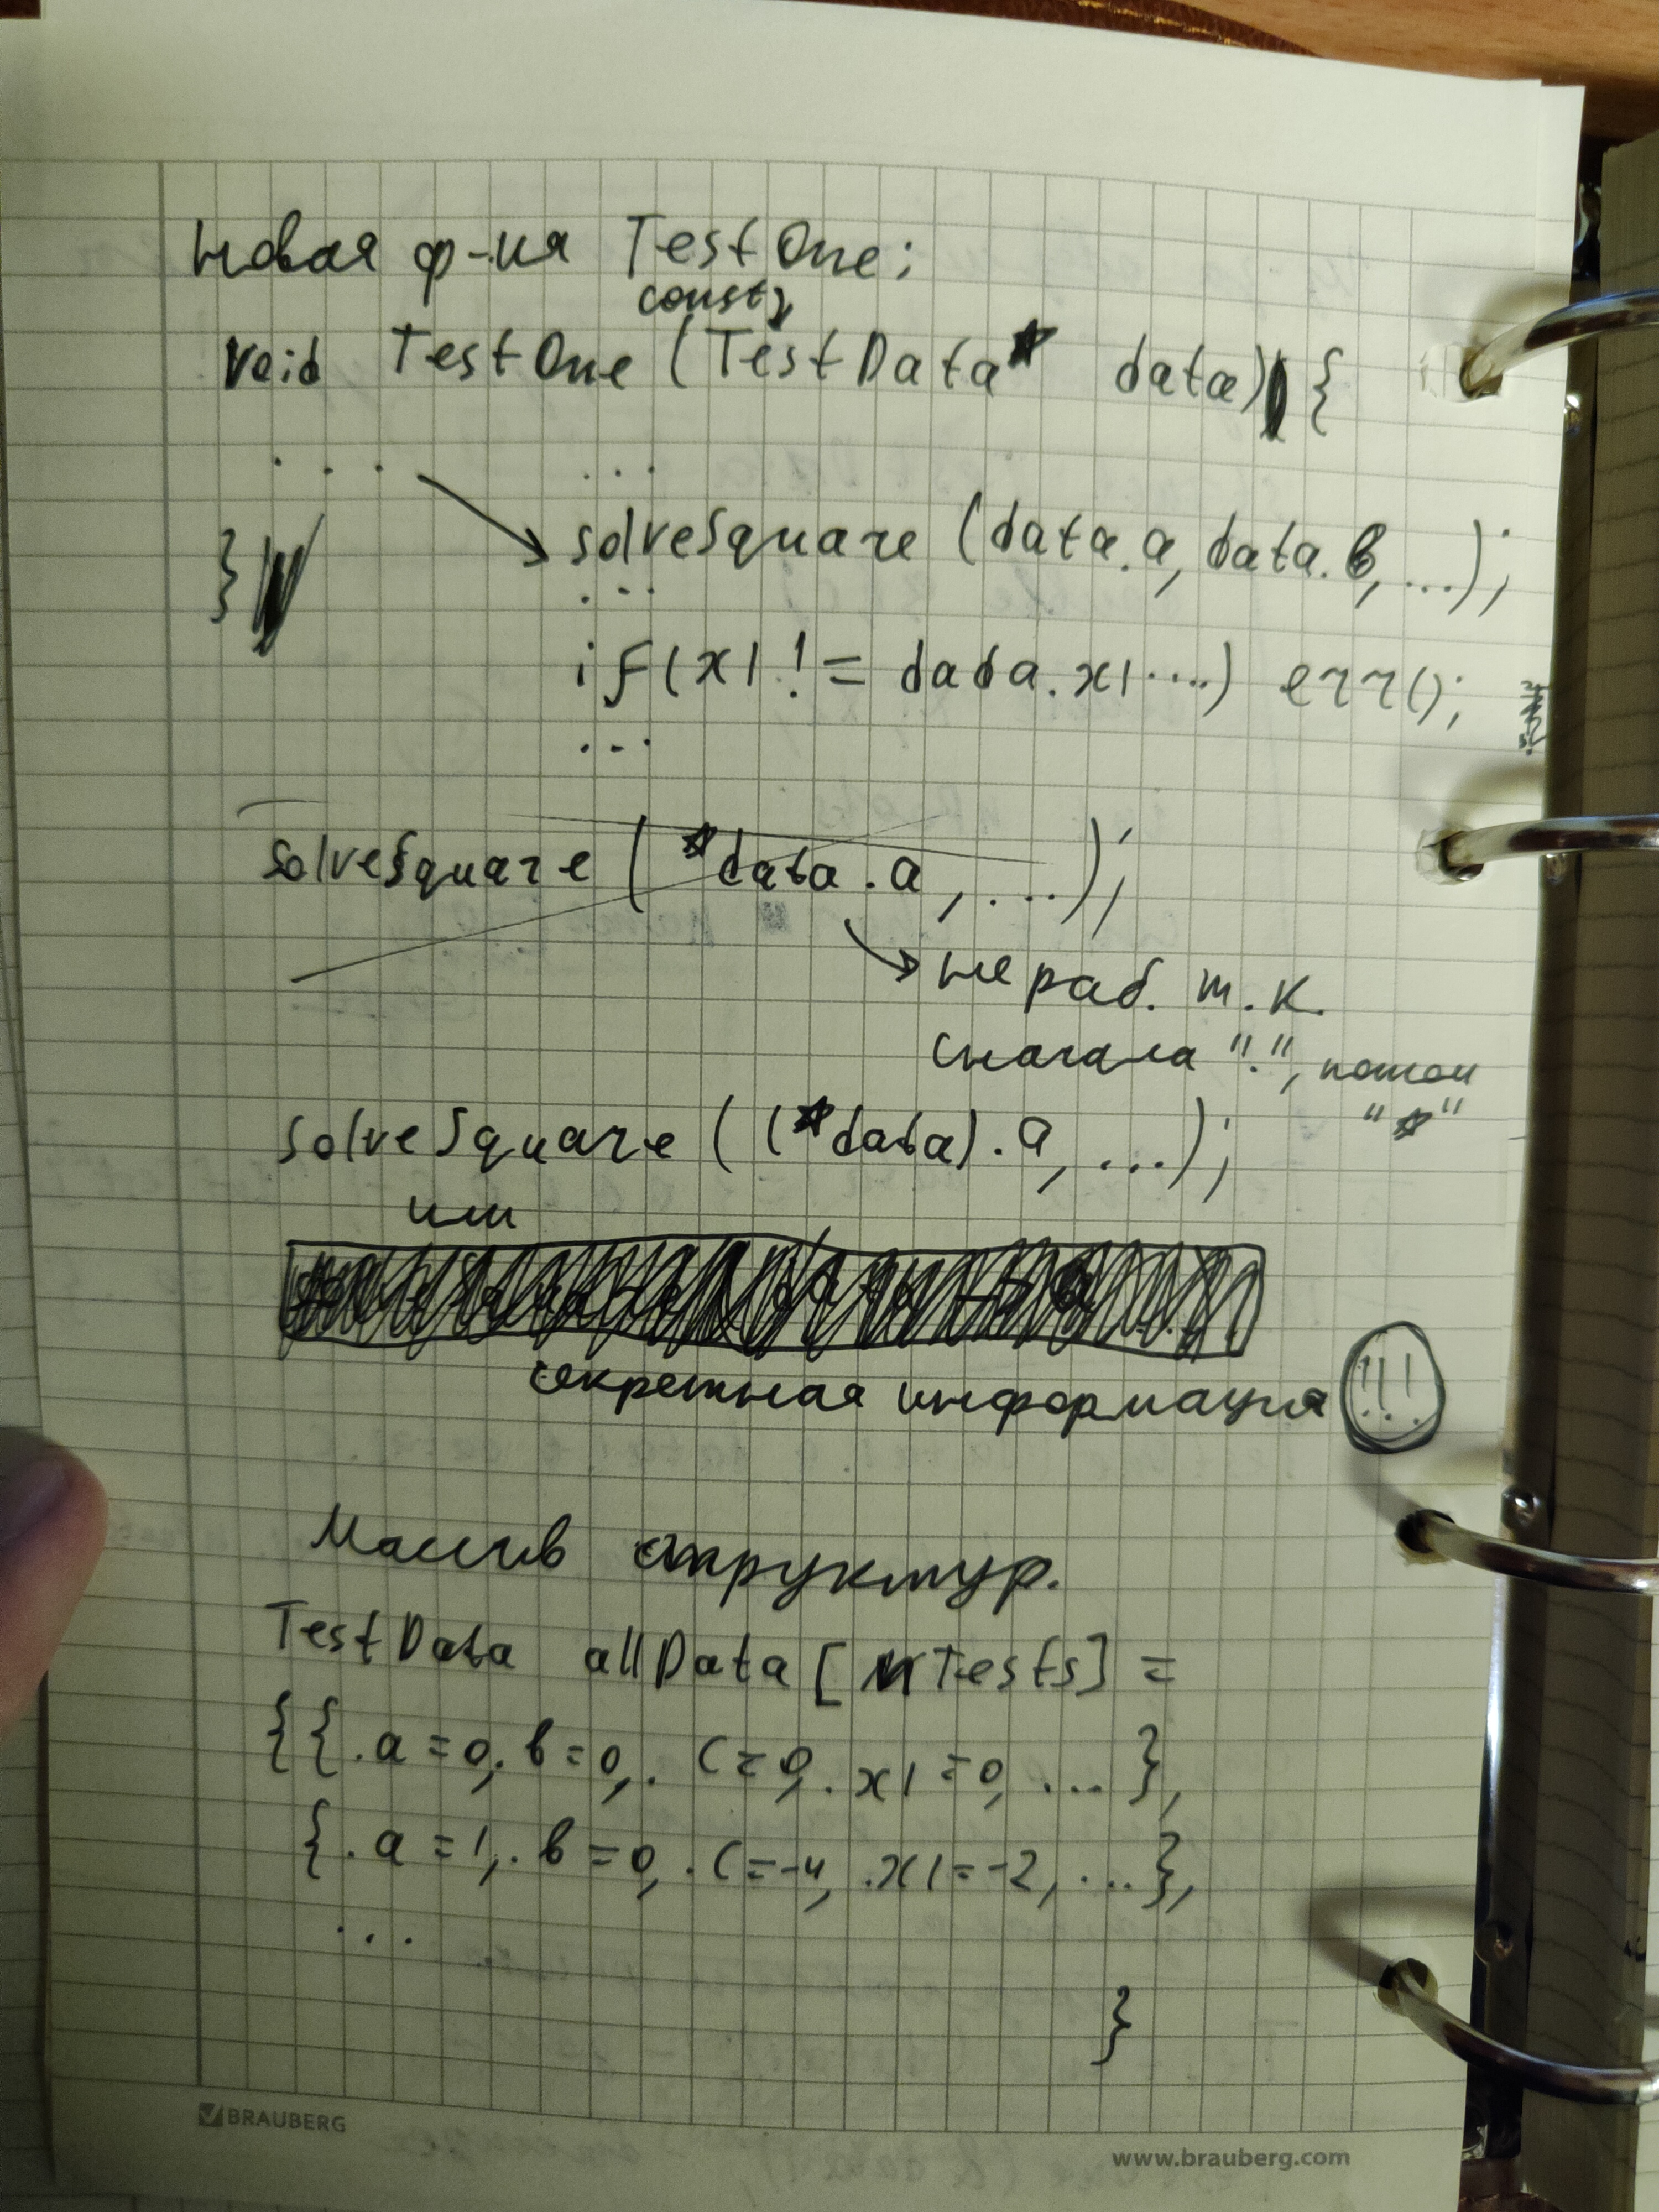 Новая ф-ия TestOne:
const
void TestOne (TestData* data) {
... ...
solveSquare (data.a, data.b, ...);
} ...
if(x1 != data.x1 ....) err();
...
solveSquare ( *data.a, ...);
не раб. т.к.
сначала ".", потом
"*"
solveSquare ( (*data).a, ...);
или
секретная информация !!!
Массив структур.
TestData allData [nTests] =
{{.a=0,.b=0,.c=0,.x1=0, ...},
{.a=1,.b=0,.c=-4,.x1=-2, ...},
...
}
BRAUBERG
www.brauberg.com